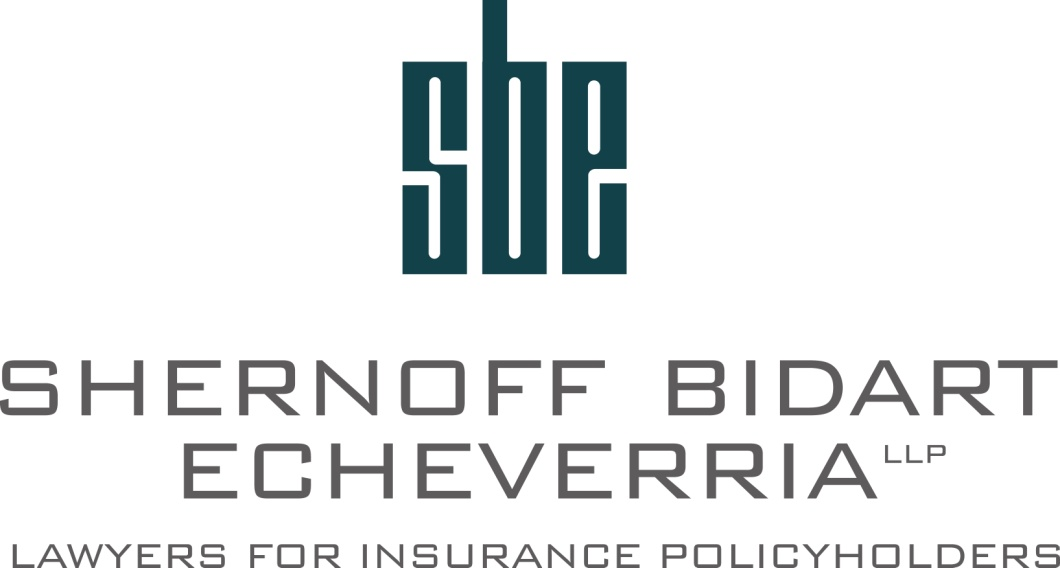 sbe
SHERNOFF BIDART
ECHEVERRIA LLP
LAWYERS FOR INSURANCE POLICYHOLDERS